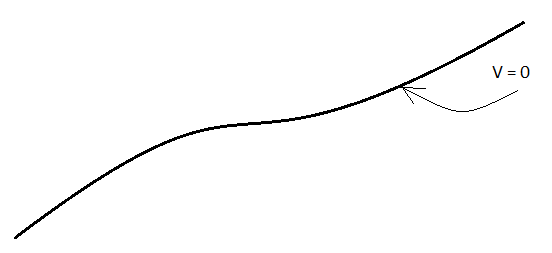 V = 0